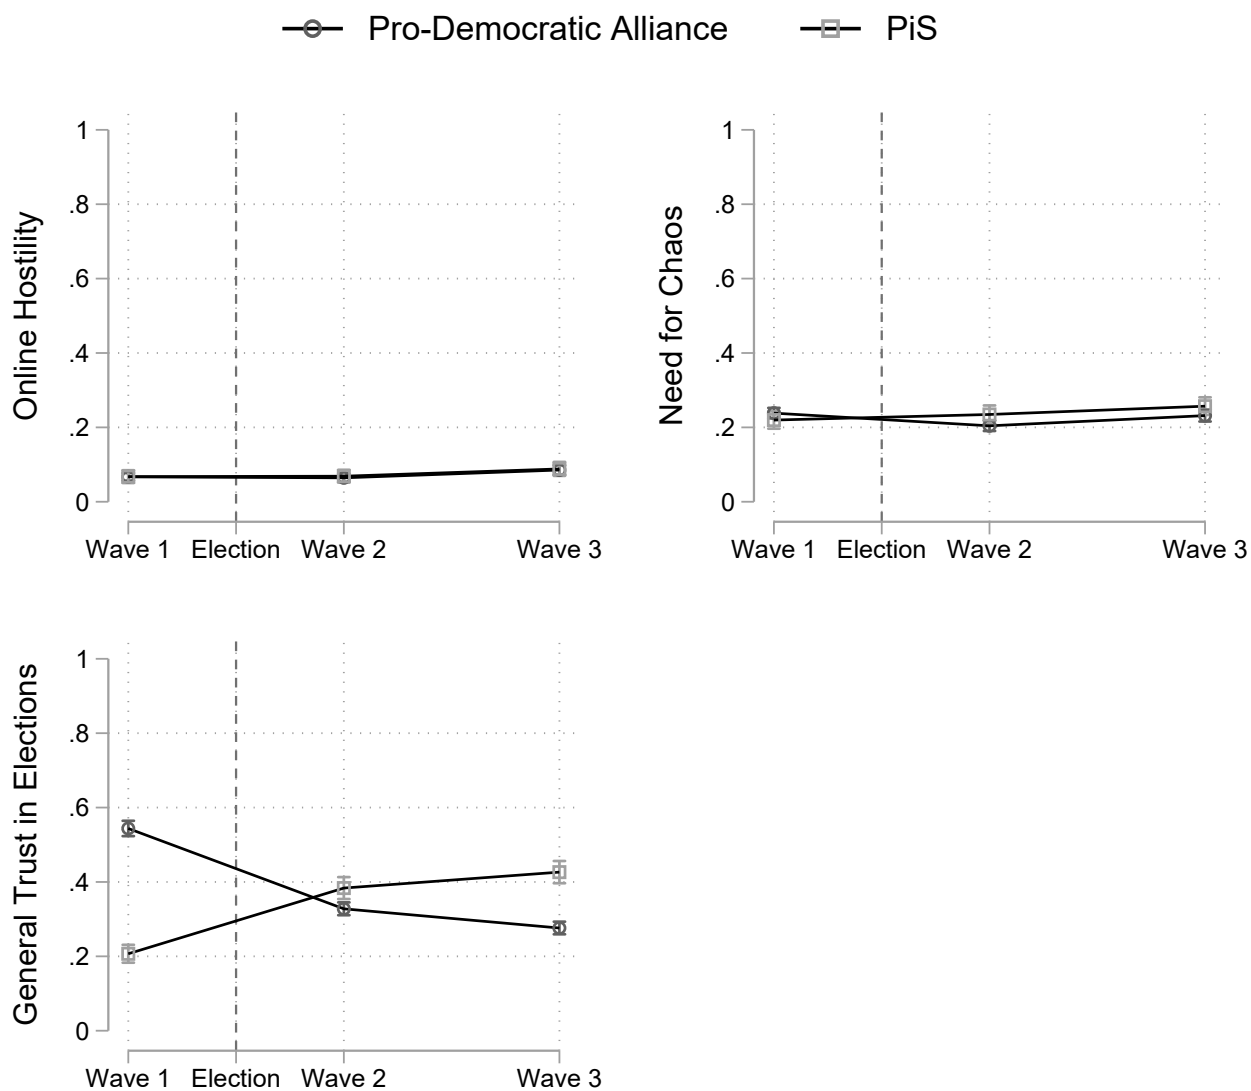 Pro-Democratic Alliance PiS
Online Hostility
1
.8
.6
.4
.2
0
Wave 1 Election Wave 2 Wave 3
Need for Chaos
1
.8
.6
.4
.2
0
Wave 1 Election Wave 2 Wave 3
General Trust in Elections
1
.8
.6
.4
.2
0
Wave 1 Election Wave 2 Wave 3